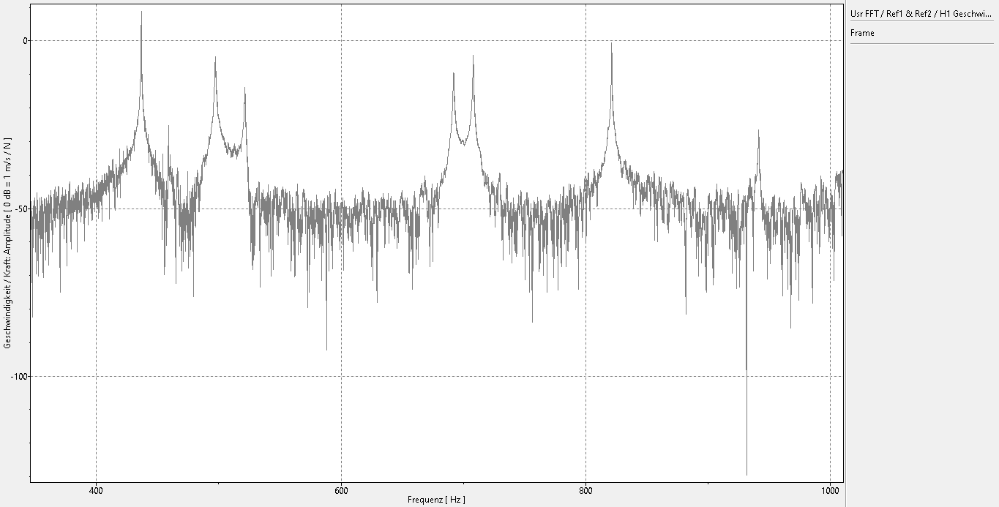 Usr FFT / Ref1 & Ref2 / H1 Geschwi...
Frame
Geschwindigkeit / Kraft: Amplitude [ 0 dB = 1 m/s / N ]
0
-50
-100
400
600
800
1000
Frequenz [ Hz ]